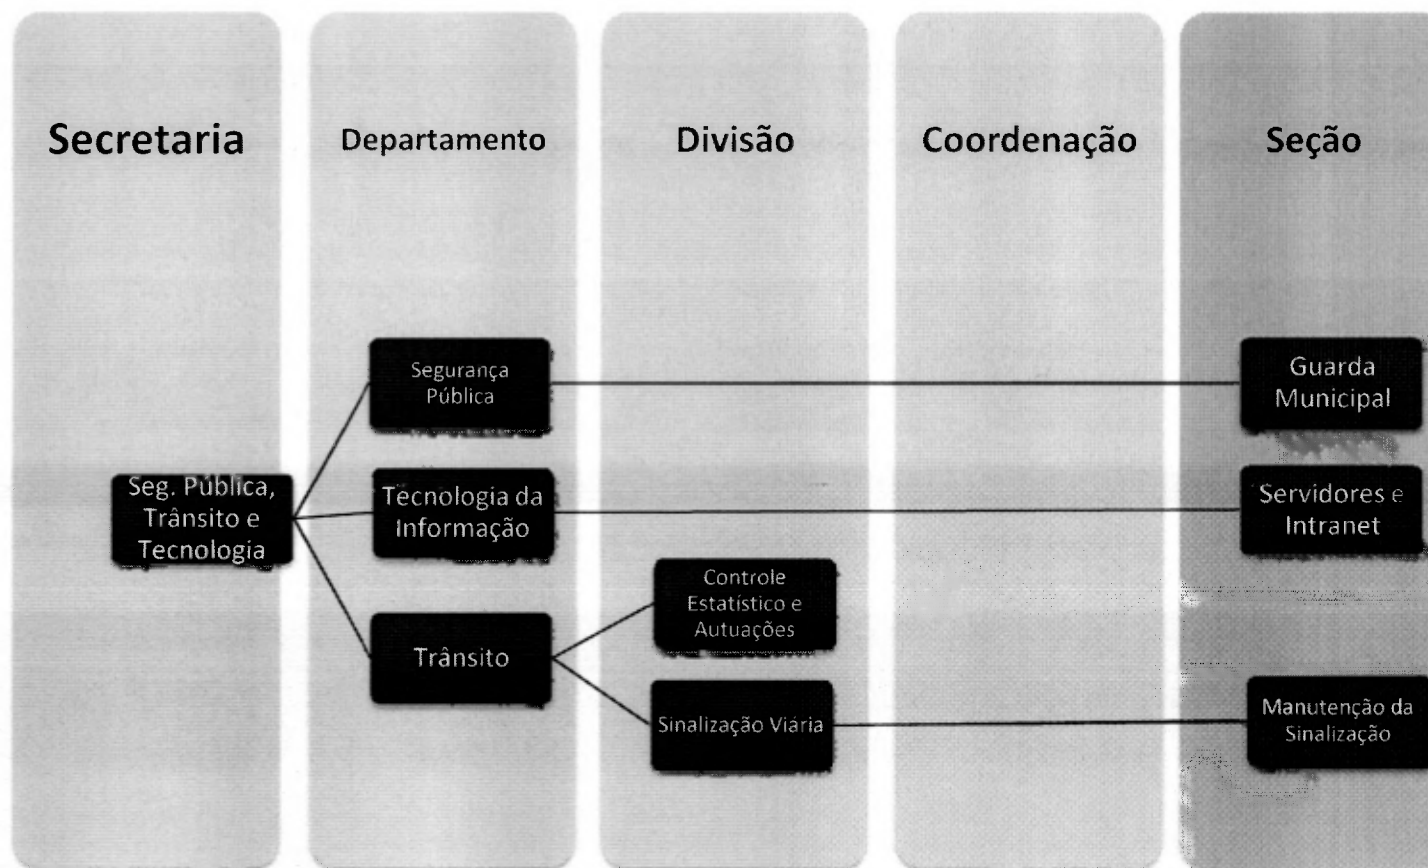 Secretaria
Departamento
Divisão
Coordenação
Seção
Segurança
Pública
Guarda
Municipal
Seg. Pública,
Trânsito e
Tecnologia
Tecnologia da
Informação
Servidores e
Intranet
Controle
Estatístico e
Autuações
Trânsito
Sinalização Viária
Manutenção da
Sinalização